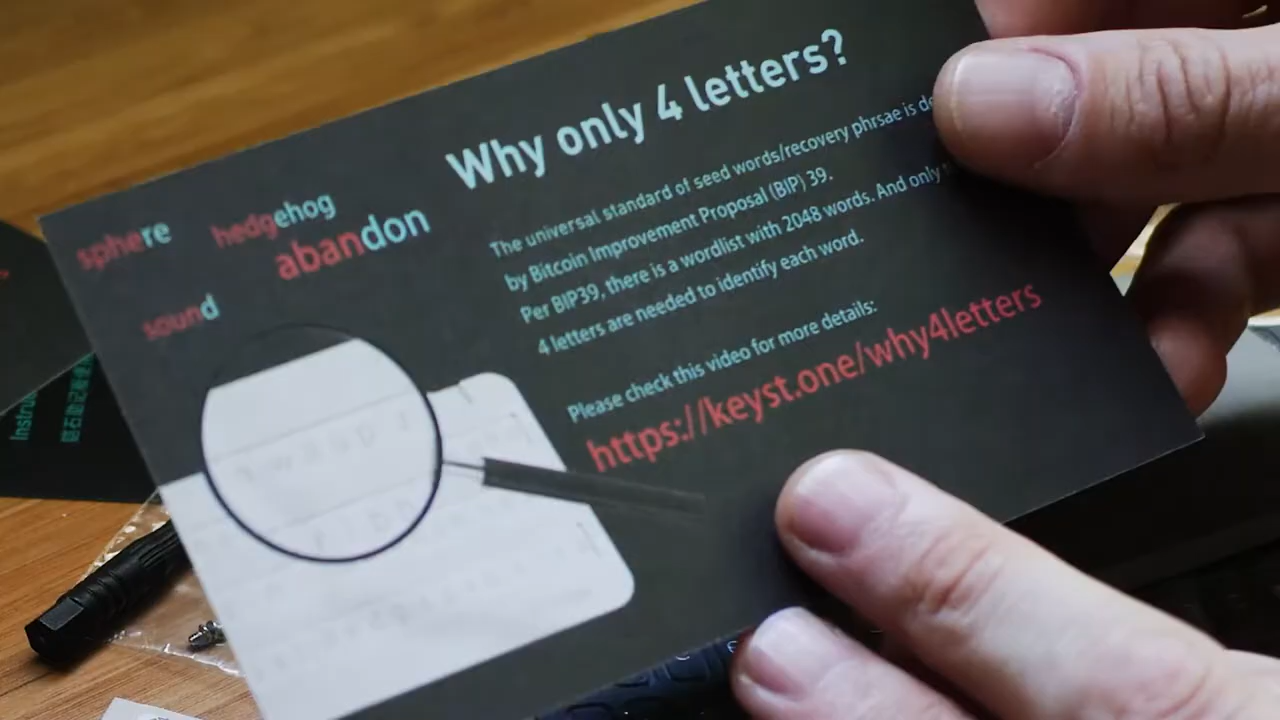 Why only 4 letters?
sphere
hedgehog
abandon
sound
The universal standard of seed words/recovery phrsae is
by Bitcoin Improvement Proposal (BIP) 39.
Per BIP39, there is a wordlist with 2048 words. And only
4 letters are needed to identify each word.
Please check this video for more details:
https://keyst.one/why4letters